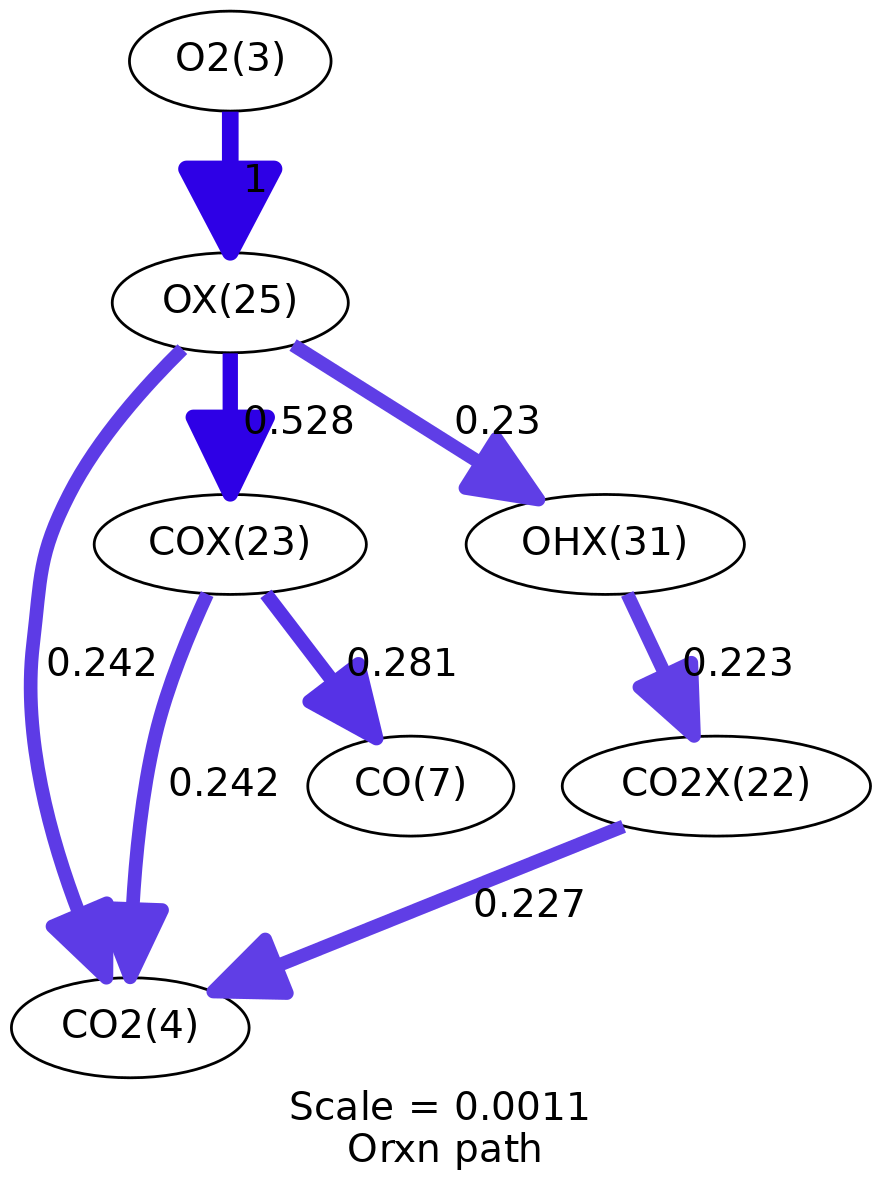 O2(3)
1
OX(25)
0.528
0.23
COX(23)
OHX(31)
0.242
0.281
0.223
0.242
CO(7)
CO2X(22)
0.227
CO2(4)
Scale = 0.0011
Orxn path